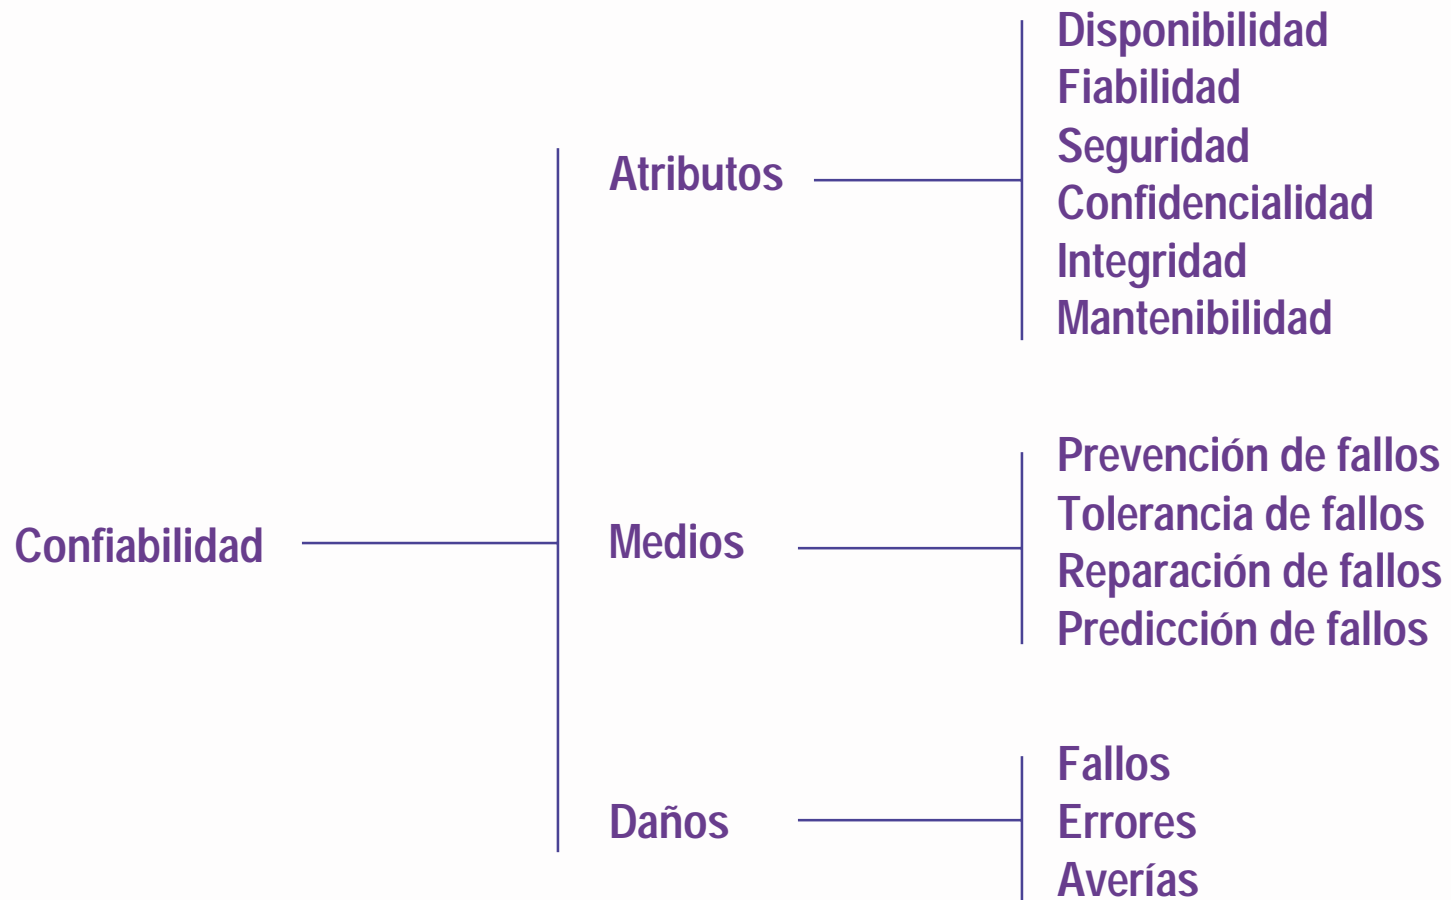 Confiabilidad
Atributos
Disponibilidad
Fiabilidad
Seguridad
Confidencialidad
Integridad
Mantenibilidad
Medios
Prevención de fallos
Tolerancia de fallos
Reparación de fallos
Predicción de fallos
Daños
Fallos
Errores
Averías